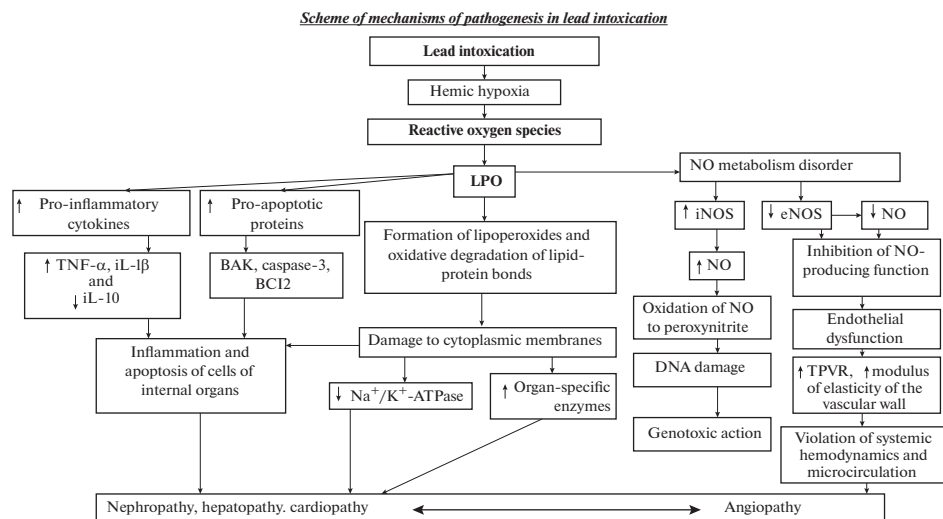 Scheme of mechanisms of pathogenesis in lead intoxication
Lead intoxication
Hemic hypoxia
Reactive oxygen species
LPO
NO metabolism disorder
↑ Pro-inflammatory
cytokines
↑ Pro-apoptotic
proteins
Formation of lipoperoxides and
oxidative degradation of lipid-
protein bonds
↑ iNOS
↓ eNOS
↓ NO
↑ TNF-α, iL-lβ
and
↓ iL-10
BAK, caspase-3,
BCI2
↑ NO
Inhibition of NO-
producing function
Oxidation of NO
to peroxynitrite
Endothelial
dysfunction
Inflammation and
apoptosis of cells of
internal organs
Damage to cytoplasmic membranes
DNA damage
↑ TPVR, ↑ modulus
of elasticity of the
vascular wall
↓ Na⁺/K⁺-ATPase
↑ Organ-specific
enzymes
Genotoxic action
Violation of systemic
hemodynamics and
microcirculation
Nephropathy, hepatopathy. cardiopathy
Angiopathy